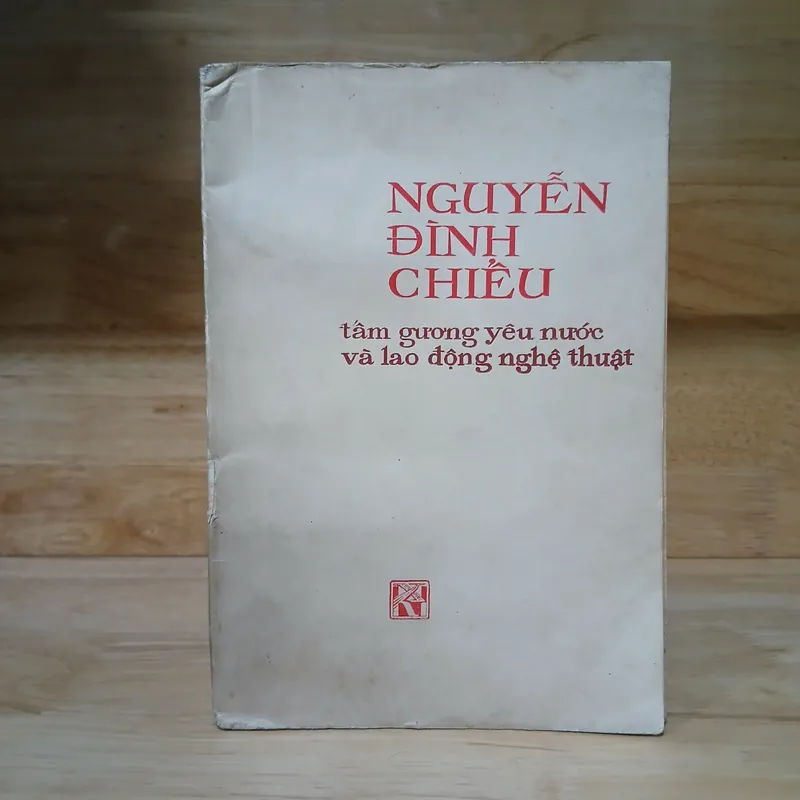 NGUYỄN
ĐÌNH
CHIỂU
tấm gương yêu nước
và lao động nghệ thuật